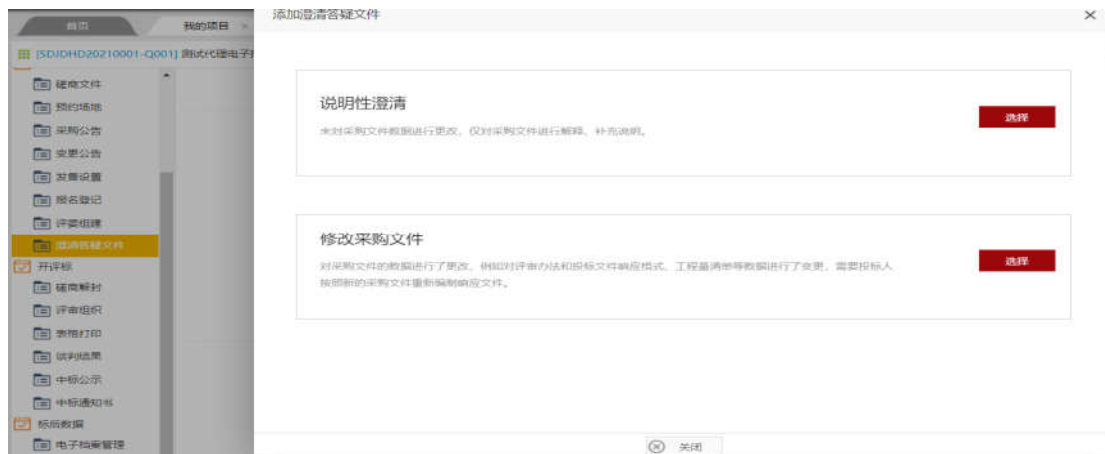 首页
我的项目 ×
[SDJDHD20210001-Q001] 测试代理电子
磋商文件
预约场地
采购公告
变更公告
发售设置
报名登记
评委组建
澄清答疑文件
开评标
磋商解封
评审组织
表格打印
谈判结果
中标公示
中标通知书
标后数据
电子档案管理
添加澄清答疑文件
×
说明性澄清
未对采购文件数据进行更改，仅对采购文件进行解释、补充说明。
选择
修改采购文件
对采购文件的数据进行了更改，例如对评审办法和投标文件响应格式、工程量清单等数据进行了变更，需要投标人
按照新的采购文件重新编制响应文件。
选择
关闭